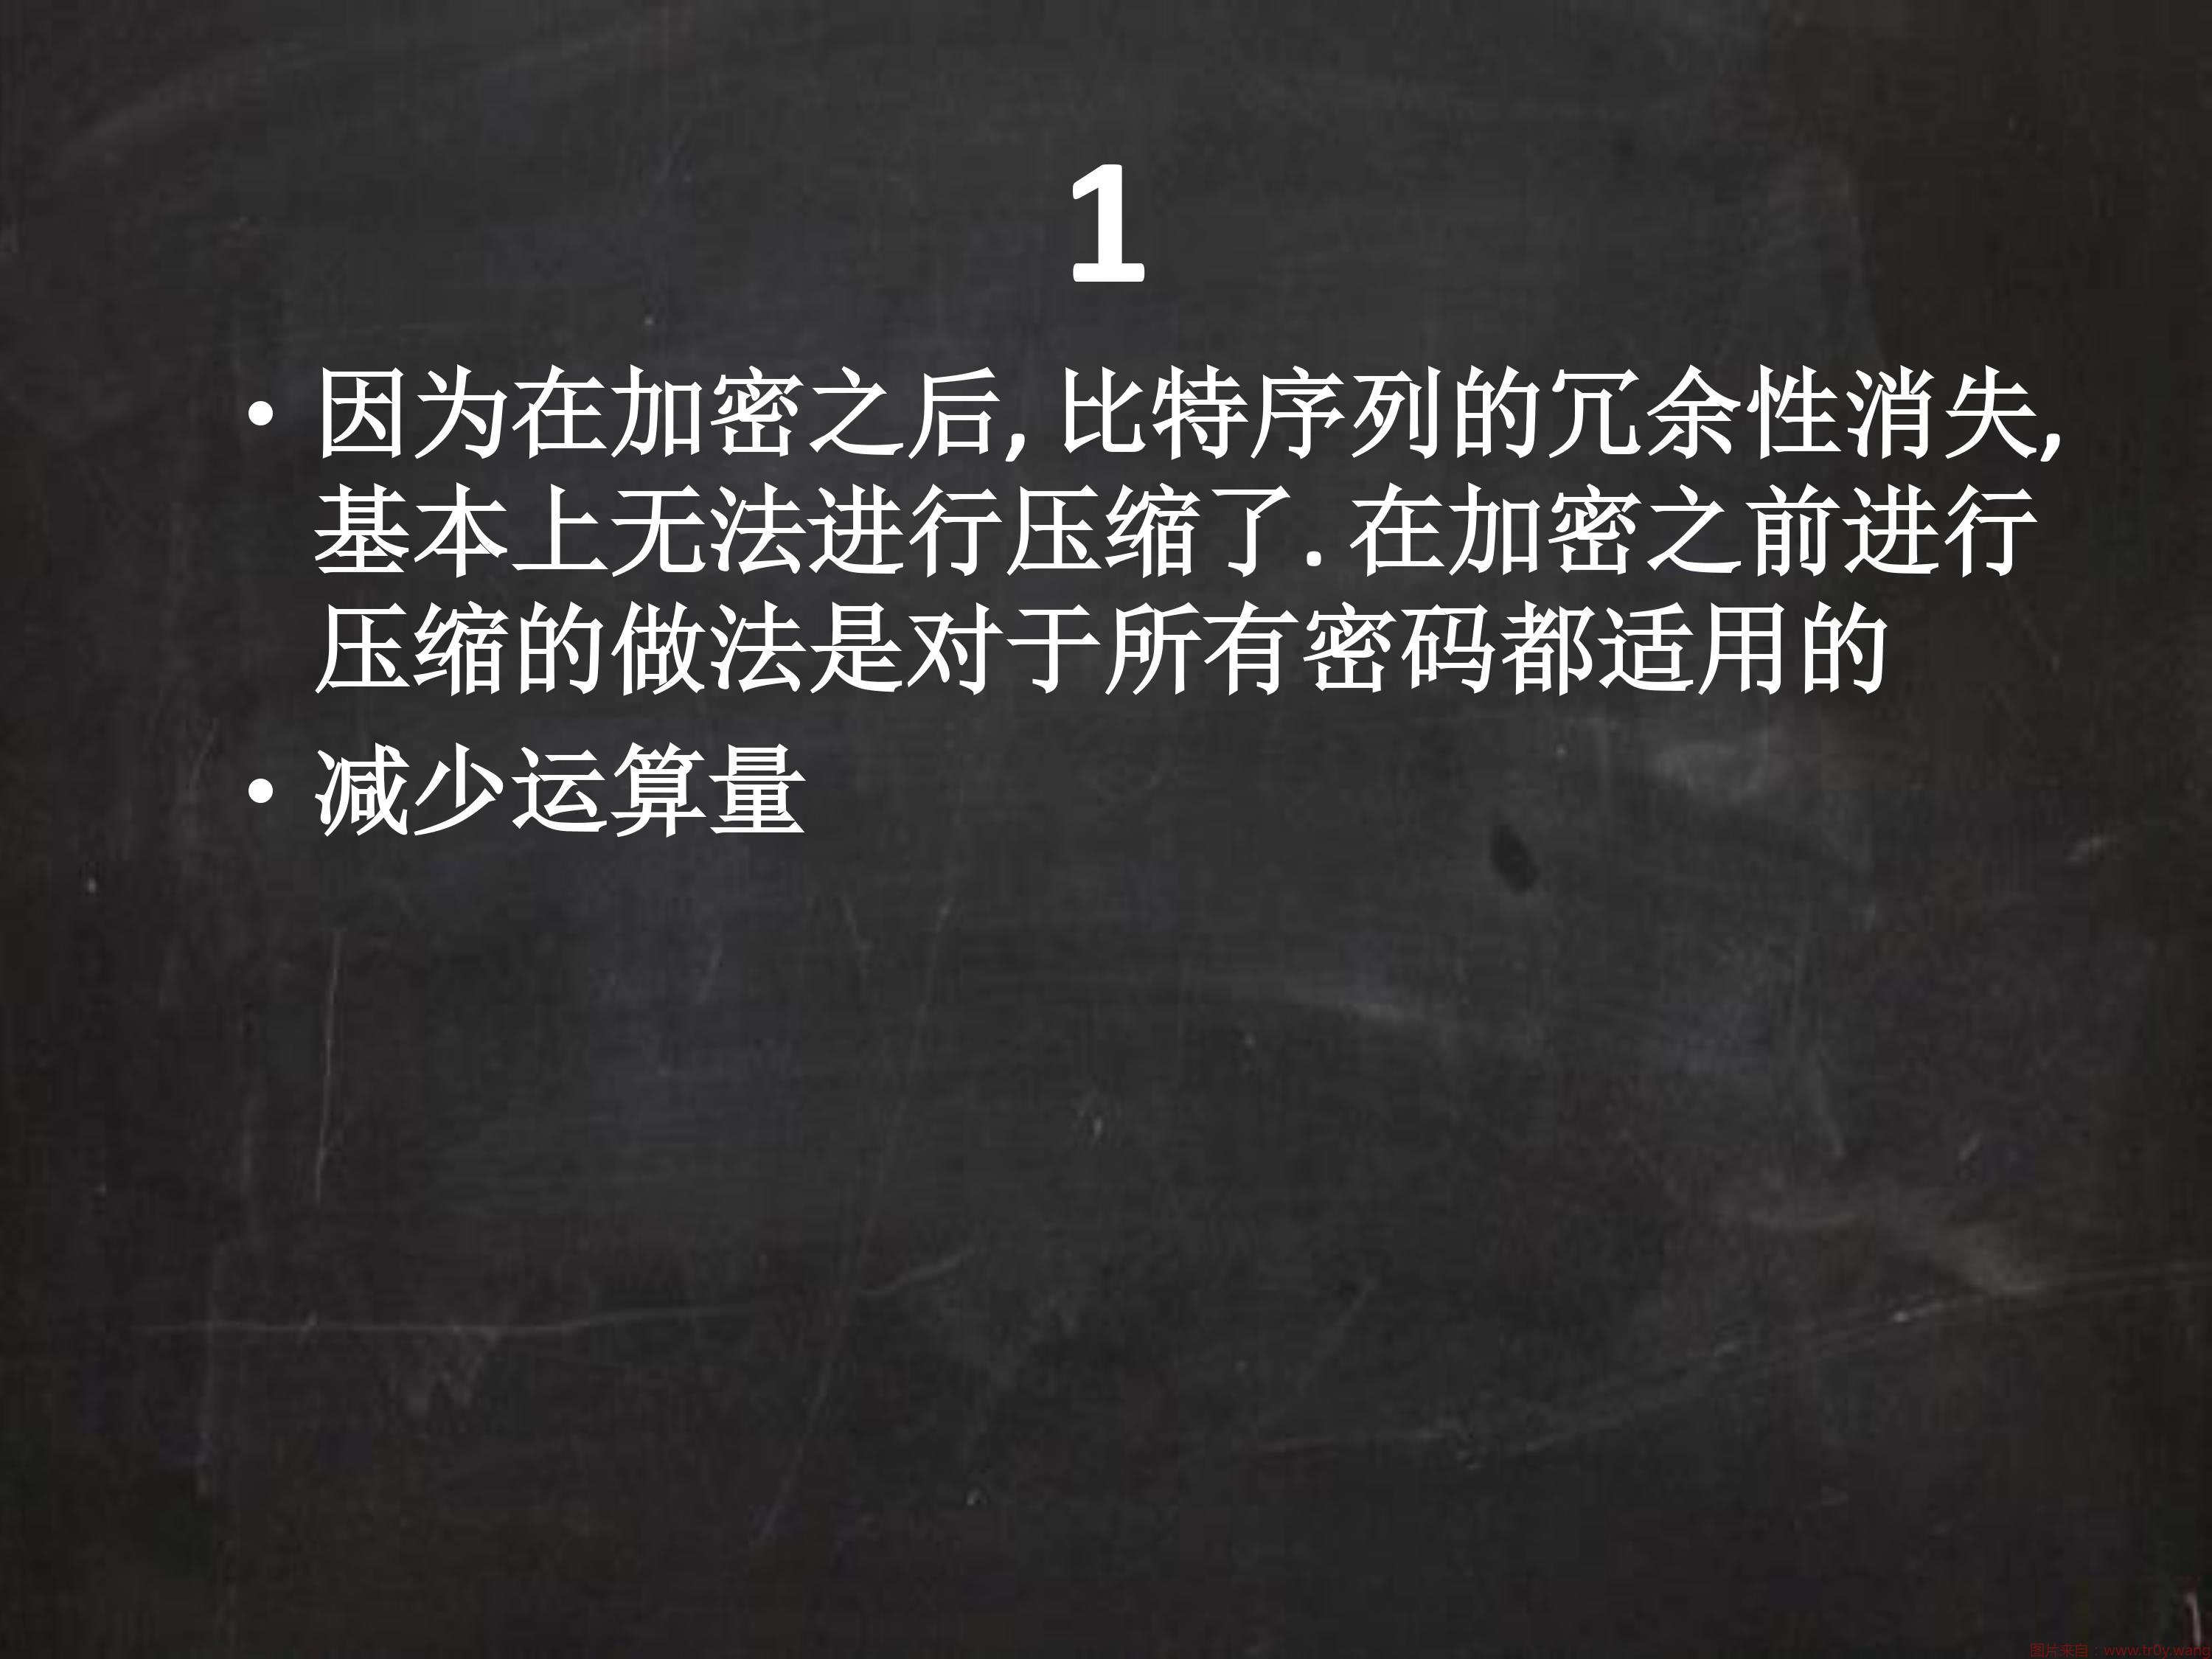 1
• 因为在加密之后, 比特序列的冗余性消失,
基本上无法进行压缩了. 在加密之前进行
压缩的做法是对于所有密码都适用的
• 减少运算量
图片来自：www.tr0y.wang